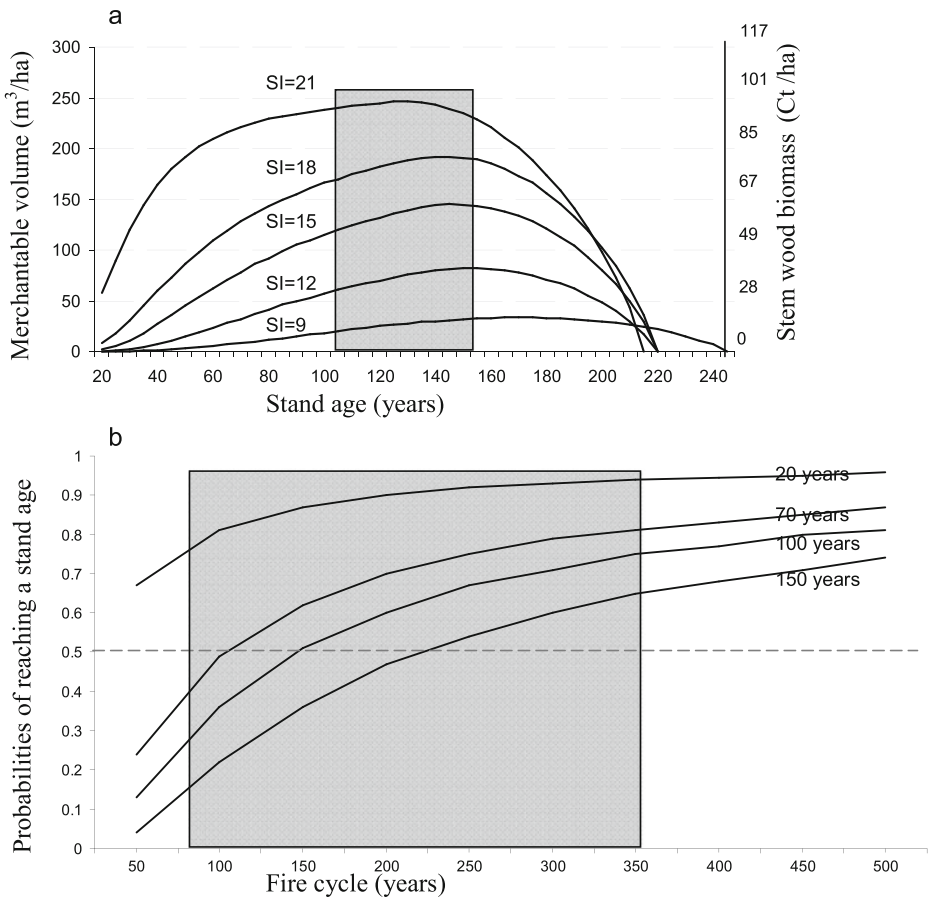 a
Merchantable volume (m³/ha)
300
250
200
150
100
50
0
SI=21
SI=18
SI=15
SI=12
SI=9
117
101
85
67
49
28
0
Stem wood biomass (Ct /ha)
20 40 60 80 100 120 140 160 180 200 220 240
Stand age (years)
b
Probabilities of reaching a stand age
1
0.9
0.8
0.7
0.6
0.5
0.4
0.3
0.2
0.1
0
20 years
70 years
100 years
150 years
50 100 150 200 250 300 350 400 450 500
Fire cycle (years)